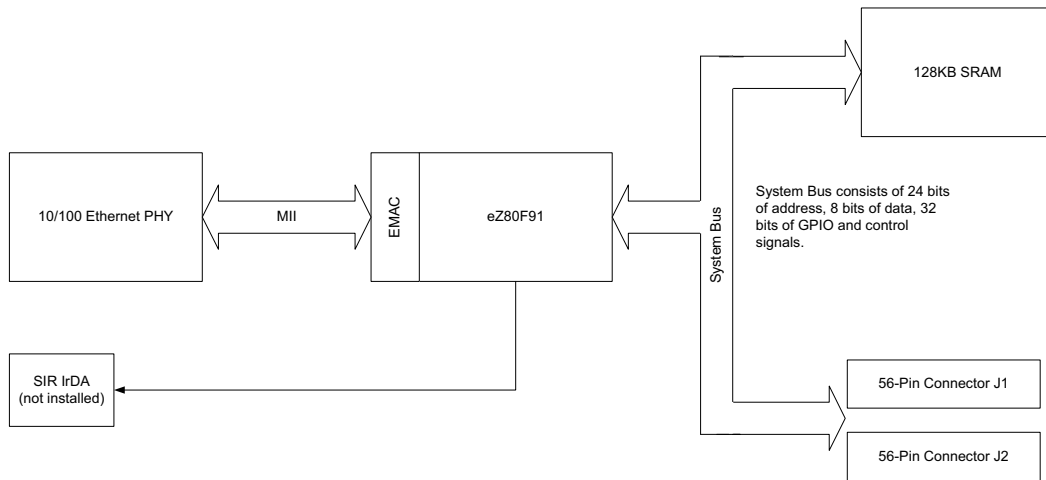 128KB SRAM
10/100 Ethernet PHY
MII
EMAC
eZ80F91
System Bus
System Bus consists of 24 bits
of address, 8 bits of data, 32
bits of GPIO and control
signals.
SIR IrDA
(not installed)
56-Pin Connector J1
56-Pin Connector J2